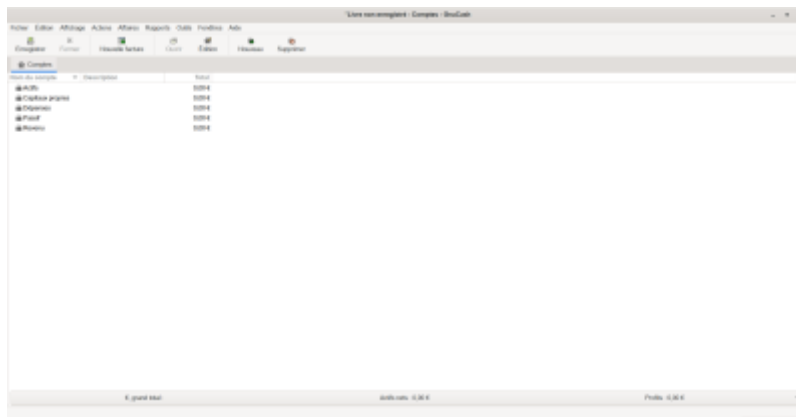 *Livre non enregistré - Comptes - GnuCash
Fichier Éditer Affichage Actions Affaires Rapports Outils Fenêtres Aide
Enregistrer Fermer Nouvelle facture Ouvrir Éditer Nouveau Supprimer
Comptes
Nom du compte Description Total
Actifs 0,00 €
Capitaux propres 0,00 €
Dépenses 0,00 €
Passif 0,00 €
Revenu 0,00 €
€, grand total : Actifs nets : 0,00 € Profits : 0,00 €